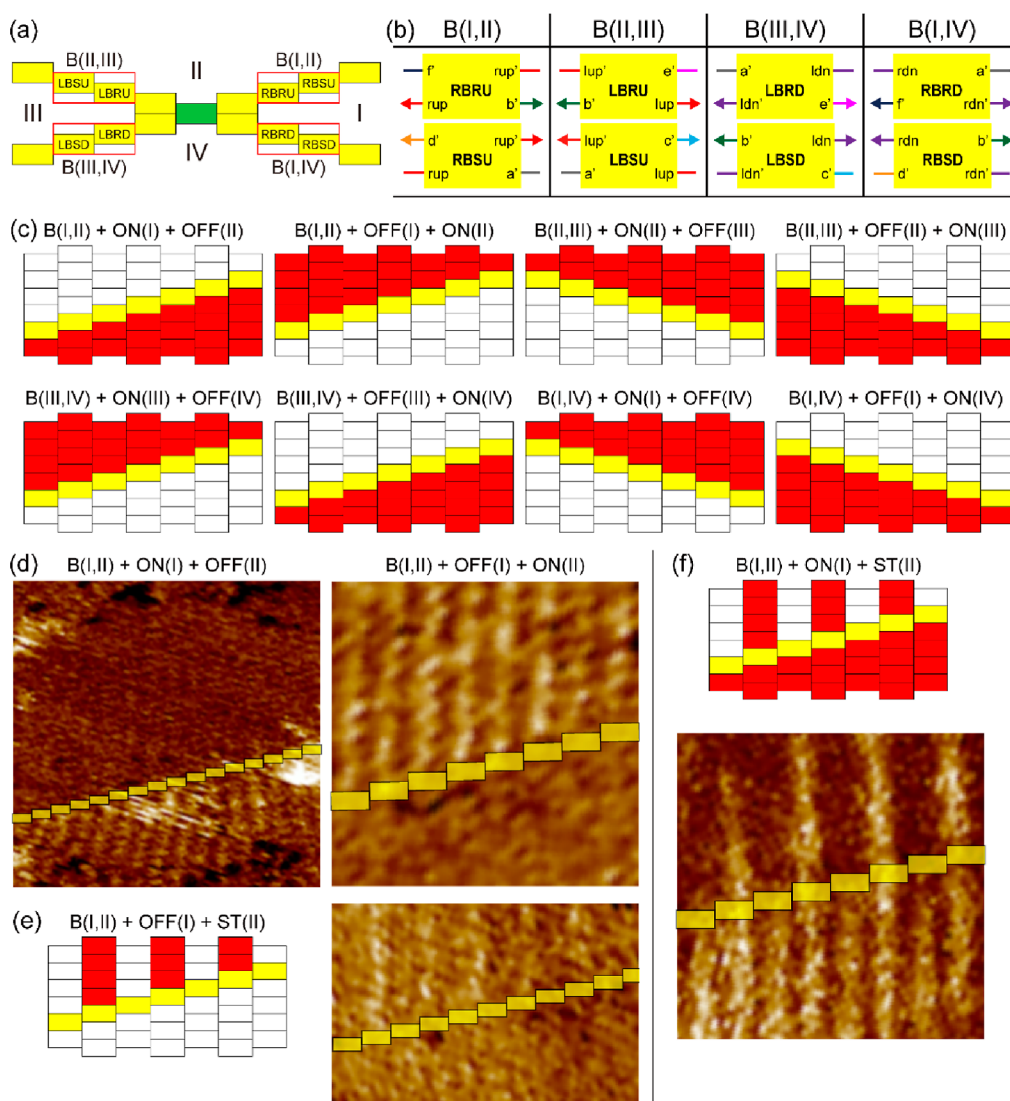 (a)
B(II,III)
II
B(I,II)
LBSU
LBRU
RBRU
RBSU
III
I
LBSD
LBRD
RBRD
RBSD
B(III,IV)
IV
B(I,IV)
(b)
B(I,II)
B(II,III)
B(III,IV)
B(I,IV)
f' rup' lup' e' a' ldn rdn a'
RBRU LBRU LBRD RBRD
rup b' b' lup ldn' e' f' rdn'
d' rup' lup' c' b' ldn rdn b'
RBSU LBSU LBSD RBSD
rup a' a' lup ldn' c' d' rdn'
(c)
B(I,II) + ON(I) + OFF(II)
B(I,II) + OFF(I) + ON(II)
B(II,III) + ON(II) + OFF(III)
B(II,III) + OFF(II) + ON(III)
B(III,IV) + ON(III) + OFF(IV)
B(III,IV) + OFF(III) + ON(IV)
B(I,IV) + ON(I) + OFF(IV)
B(I,IV) + OFF(I) + ON(IV)
(d)
B(I,II) + ON(I) + OFF(II)
B(I,II) + OFF(I) + ON(II)
(e)
B(I,II) + OFF(I) + ST(II)
(f)
B(I,II) + ON(I) + ST(II)